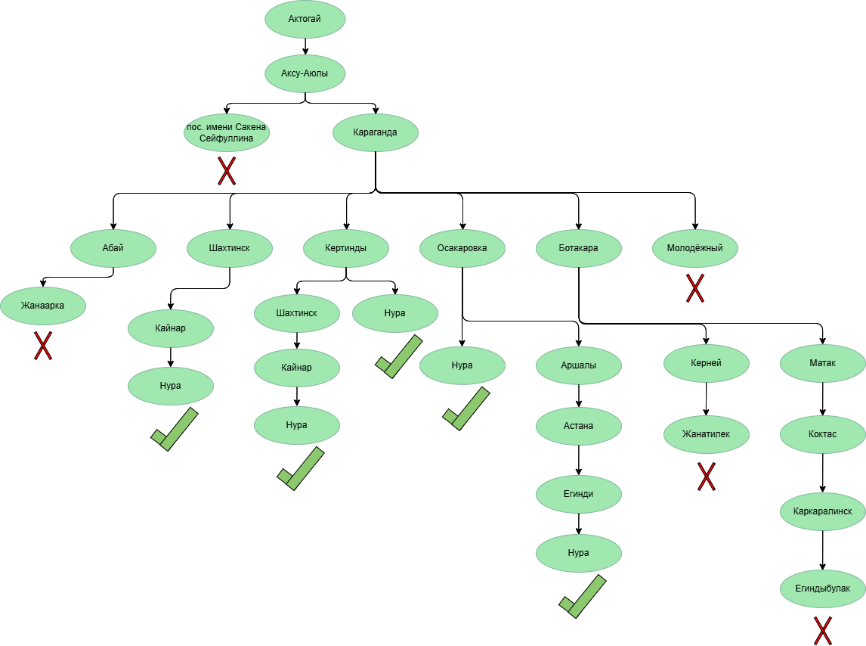 Актогай
Аксу-Аюлы
пос. имени Сакена
Сейфуллина
Караганда
Абай
Шахтинск
Кертинды
Осакаровка
Ботакара
Молодёжный
Жанаарка
Кайнар
Шахтинск
Нура
Нура
Аршалы
Керней
Матак
Нура
Кайнар
Нура
Астана
Жанатилек
Коктас
Егинди
Каркаралинск
Нура
Егиндыбулак